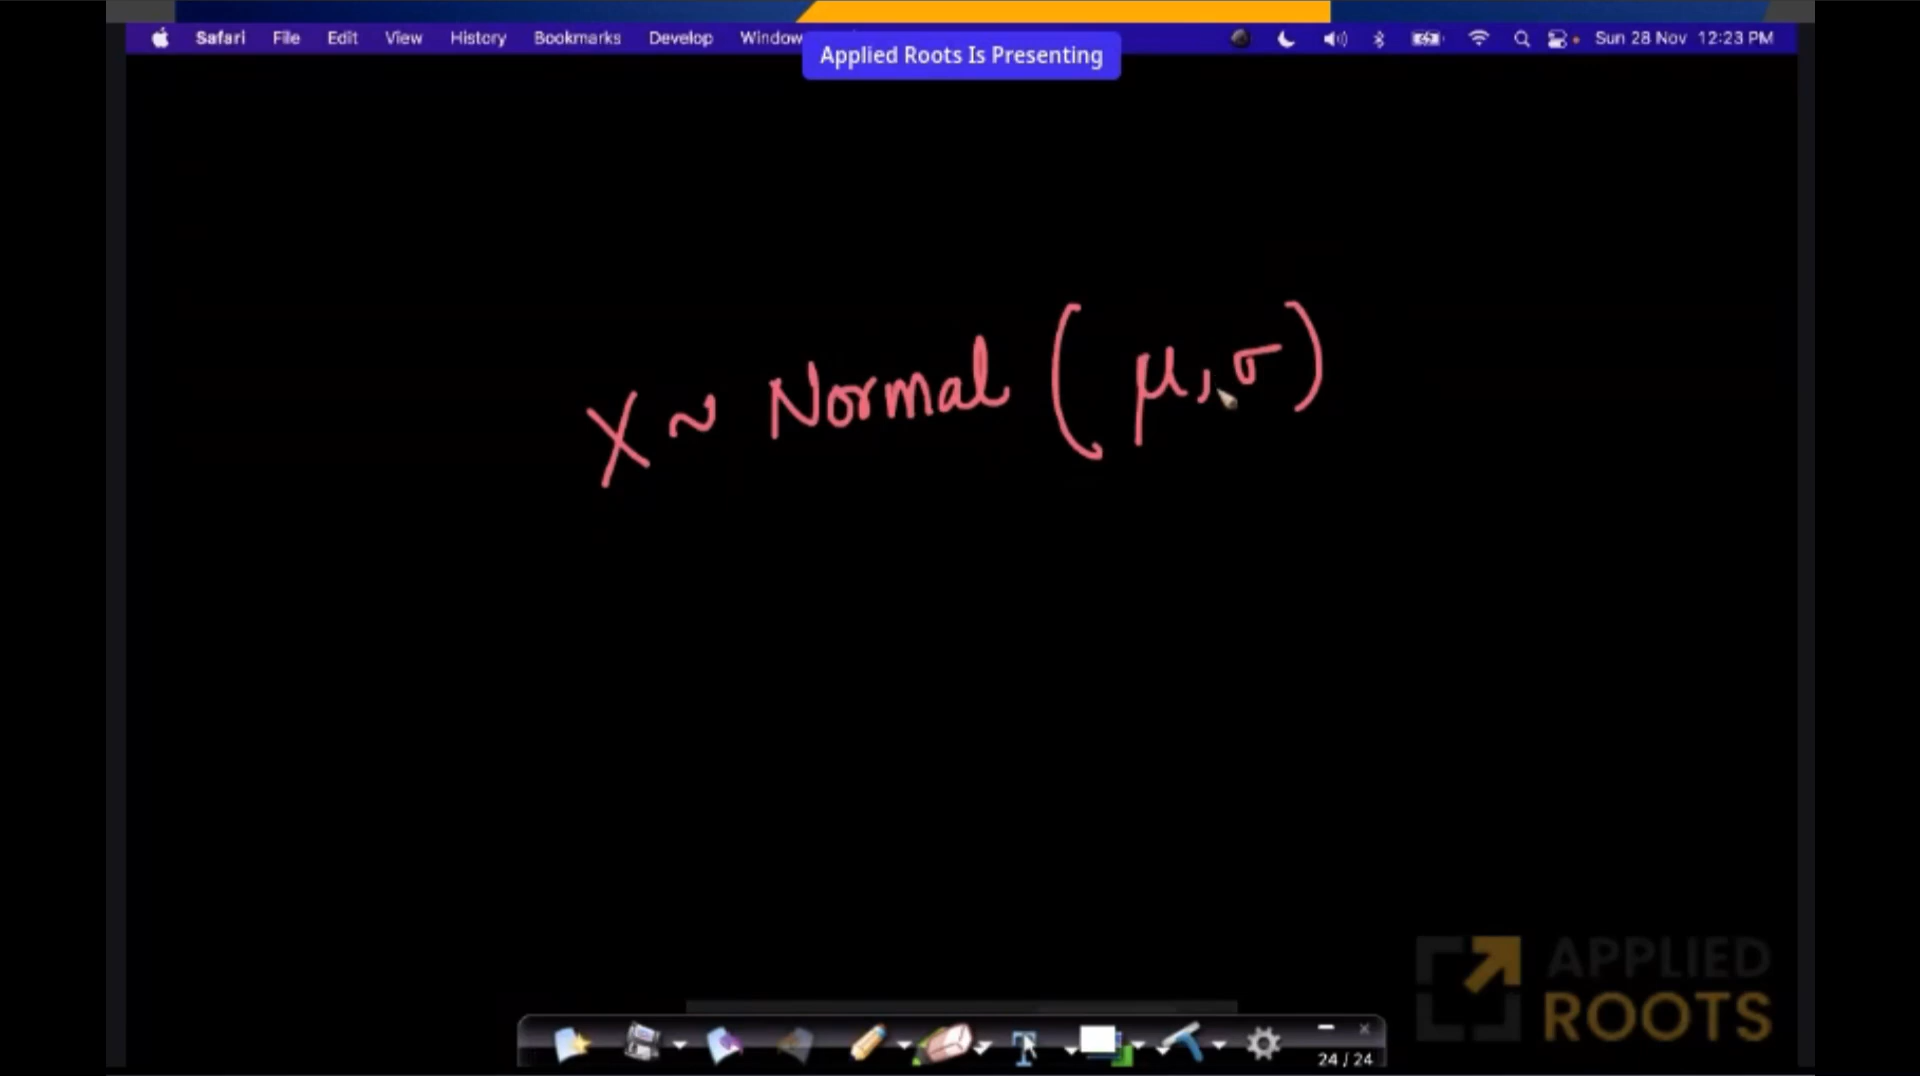 Safari File Edit View History Bookmarks Develop Window Sun 28 Nov 12:23 PM
Applied Roots Is Presenting
X ~ Normal ( μ, σ )
APPLIED
ROOTS
24 / 24